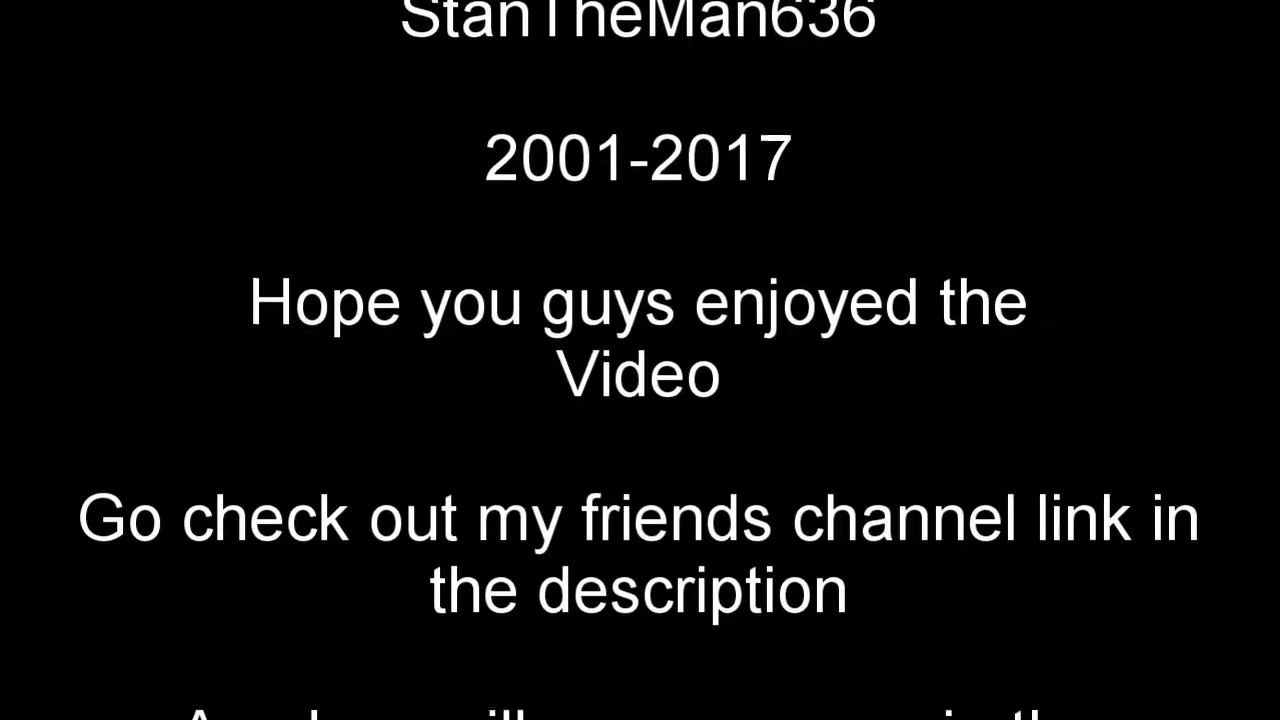 StanTheMan636
2001-2017
Hope you guys enjoyed the
Video
Go check out my friends channel link in
the description